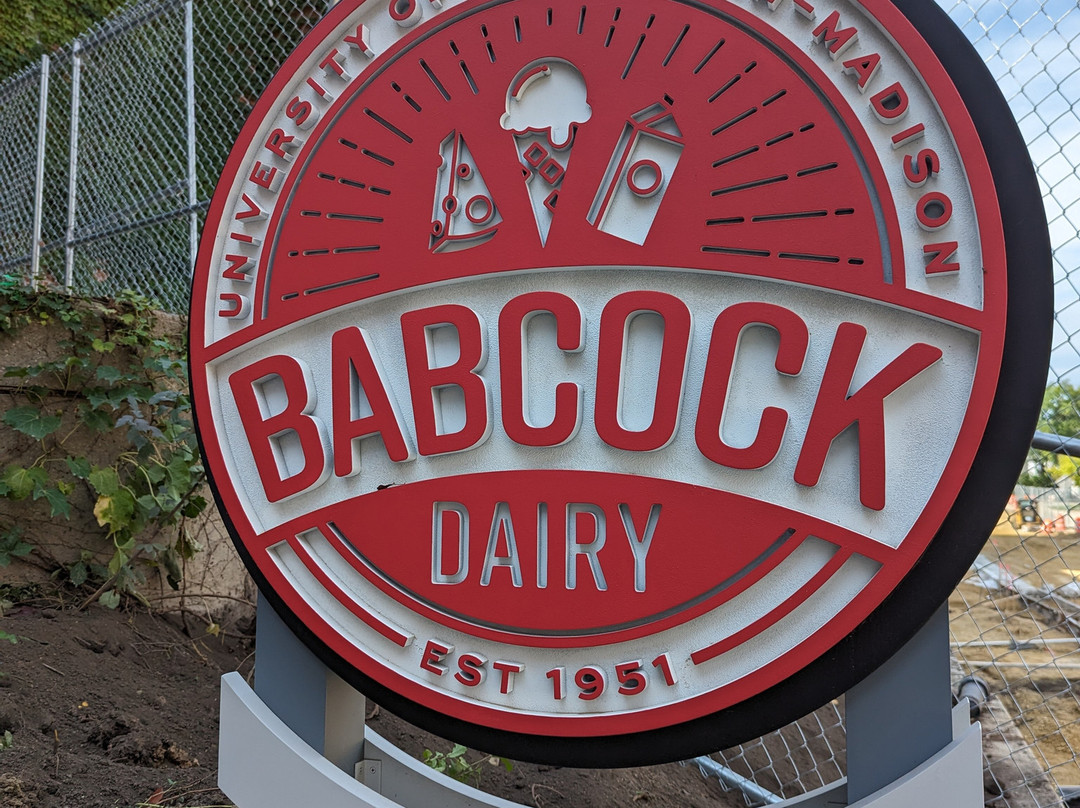 UNIVERSITY
MADISON
BABCOCK
DAIRY
EST 1951